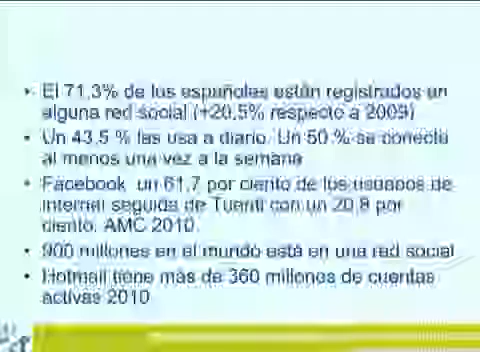 • El 71,3% de los españoles están registrados en
alguna red social (+20,5% respecto a 2009)
• Un 43,5 % las usa a diario. Un 50 % se conecta
al menos una vez a la semana
• Facebook un 61,7 por ciento de los usuarios de
internet seguida de Tuenti con un 20,8 por
ciento. AMC 2010.
• 900 millones en el mundo está en una red social
• Hotmail tiene más de 360 millones de cuentas
activas 2010